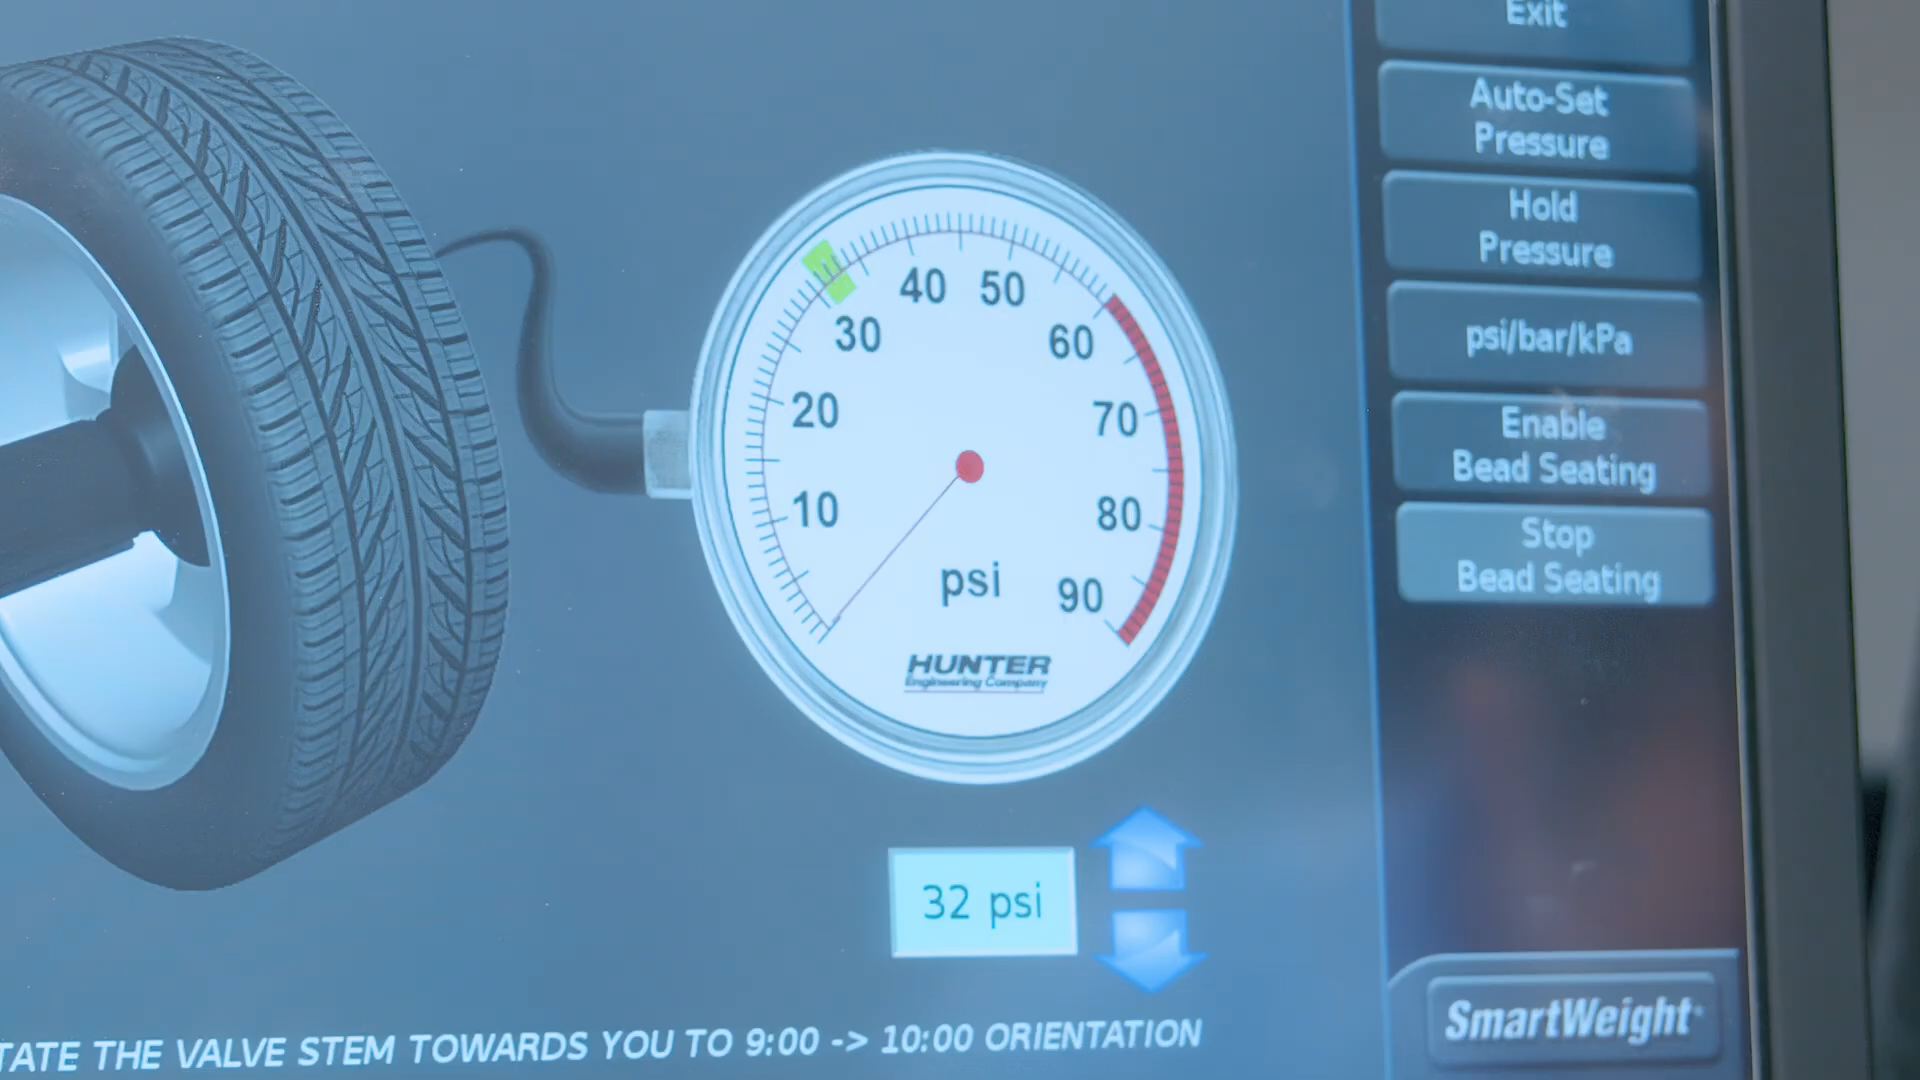 Exit
Auto-Set
Pressure
Hold
Pressure
psi/bar/kPa
Enable
Bead Seating
Stop
Bead Seating
40 50
30 60
20 70
10 80
psi 90
HUNTER
Engineering Company
32 psi
TATE THE VALVE STEM TOWARDS YOU TO 9:00 -> 10:00 ORIENTATION
SmartWeight